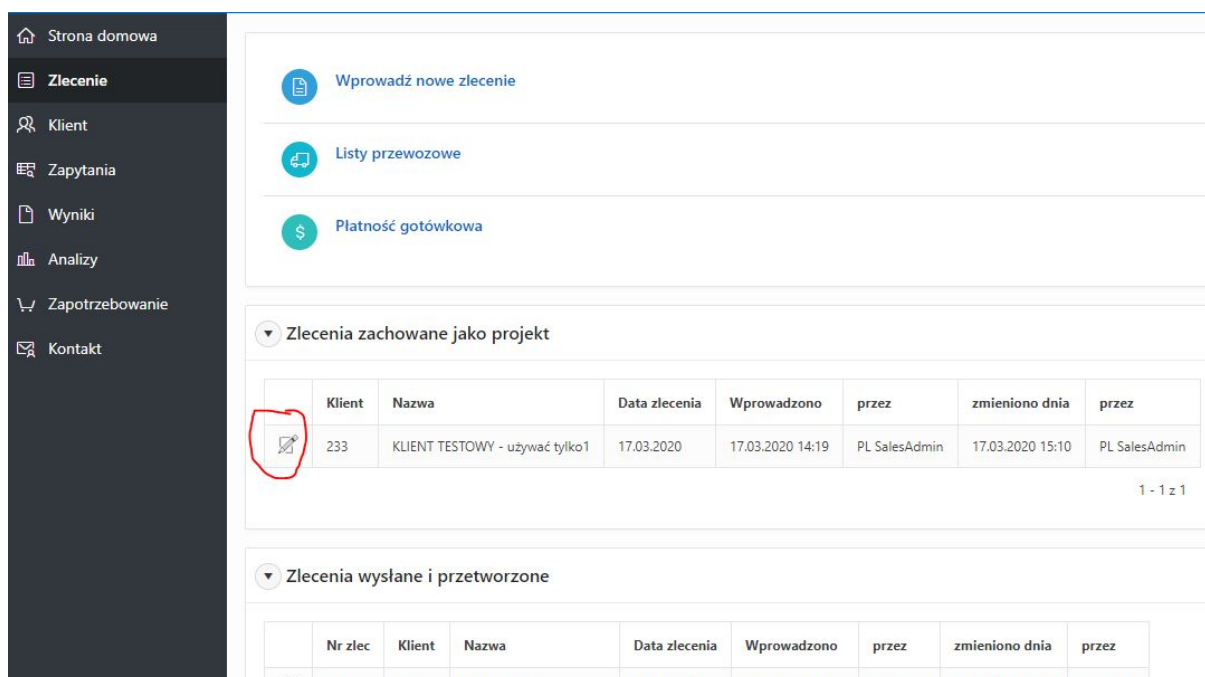 Strona domowa
Zlecenie
Klient
Zapytania
Wyniki
Analizy
Zapotrzebowanie
Kontakt
Wprowadź nowe zlecenie
Listy przewozowe
$
Płatność gotówkowa
Zlecenia zachowane jako projekt
Klient Nazwa Data zlecenia Wprowadzono przez zmieniono dnia przez
233 KLIENT TESTOWY - używać tylko1 17.03.2020 17.03.2020 14:19 PL SalesAdmin 17.03.2020 15:10 PL SalesAdmin
1 - 1 z 1
Zlecenia wysłane i przetworzone
Nr zlec Klient Nazwa Data zlecenia Wprowadzono przez zmieniono dnia przez